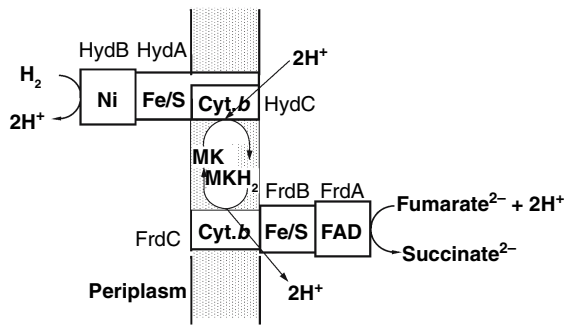 HydB HydA
H₂
2H⁺
Ni
Fe/S
Cyt.b
HydC
2H⁺
MK
MKH₂
FrdB FrdA
FrdC
Cyt.b
Fe/S
FAD
Fumarate²⁻ + 2H⁺
Succinate²⁻
Periplasm
2H⁺